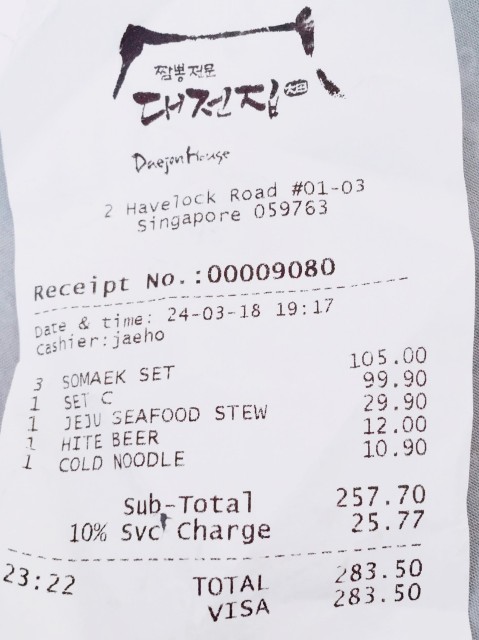 짬뽕전문
대전집
Daejon House
2 Havelock Road #01-03
Singapore 059763
Receipt No.:00009080
Date & time: 24-03-18 19:17
Cashier:jaeho
3 SOMAEK SET 105.00
1 SET C 99.90
1 JEJU SEAFOOD STEW 29.90
1 HITE BEER 12.00
1 COLD NOODLE 10.90
Sub-Total 257.70
10% Svc Charge 25.77
23:22 TOTAL 283.50
VISA 283.50